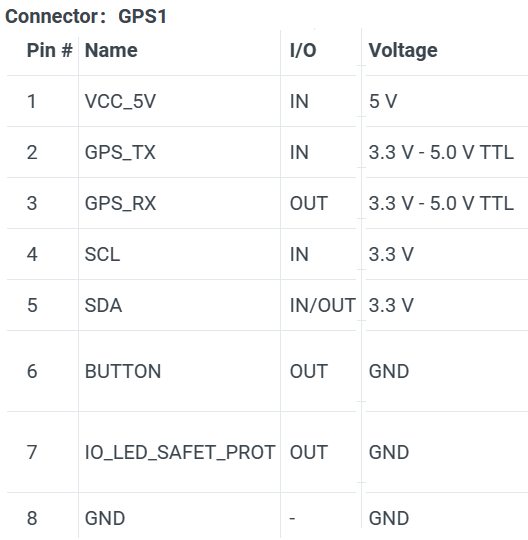 Connector: GPS1
Pin # Name I/O Voltage
1 VCC_5V IN 5 V
2 GPS_TX IN 3.3 V - 5.0 V TTL
3 GPS_RX OUT 3.3 V - 5.0 V TTL
4 SCL IN 3.3 V
5 SDA IN/OUT 3.3 V
6 BUTTON OUT GND
7 IO_LED_SAFET_PROT OUT GND
8 GND - GND